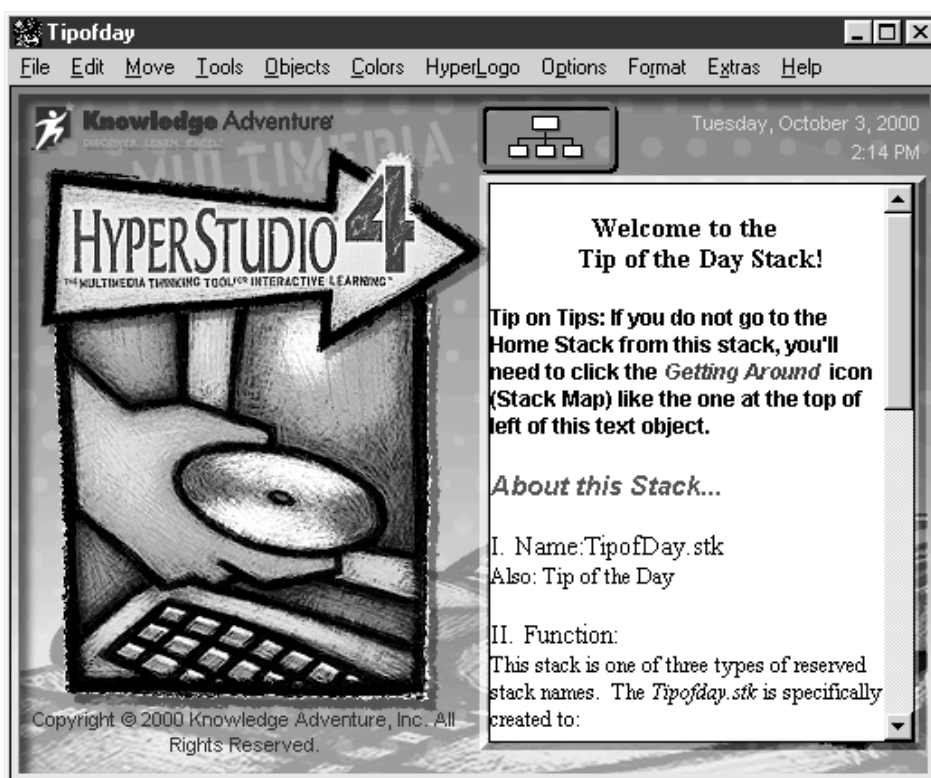 Tipofday
File Edit Move Tools Objects Colors HyperLogo Options Format Extras Help
Knowledge Adventure
DISCOVER. LEARN. EXCEL.
MULTIMEDIA
Tuesday, October 3, 2000
2:14 PM
HYPERSTUDIO 4
THE MULTIMEDIA THINKING TOOL FOR INTERACTIVE LEARNING™
Copyright © 2000 Knowledge Adventure, Inc. All
Rights Reserved.
Welcome to the
Tip of the Day Stack!
Tip on Tips: If you do not go to the
Home Stack from this stack, you'll
need to click the Getting Around icon
(Stack Map) like the one at the top of
left of this text object.
About this Stack...
I. Name:TipofDay.stk
Also: Tip of the Day
II. Function:
This stack is one of three types of reserved
stack names. The Tipofday.stk is specifically
created to: